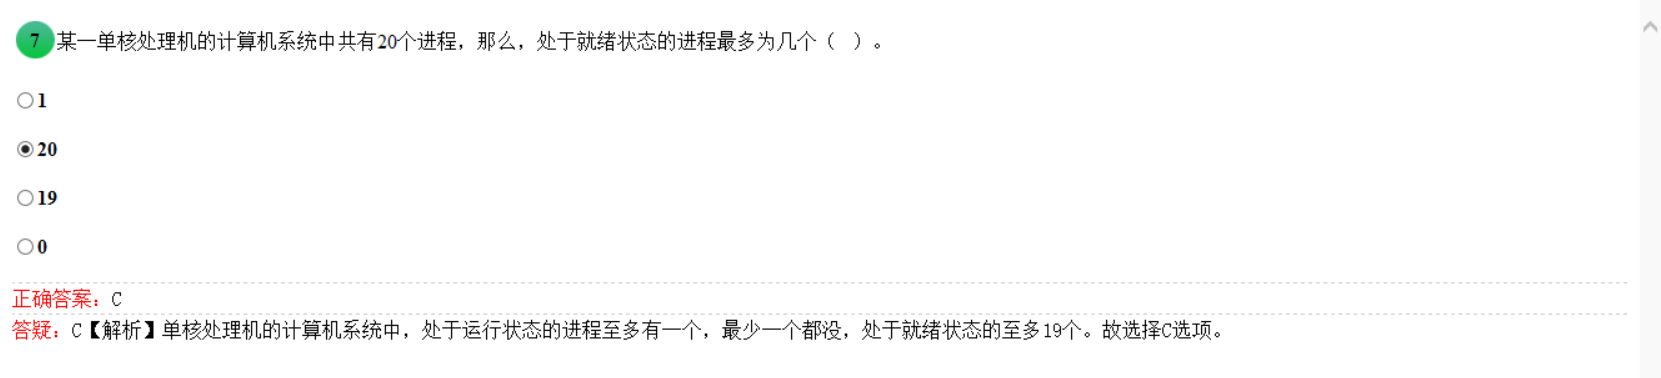 7 某一单核处理机的计算机系统中共有20个进程，那么，处于就绪状态的进程最多为几个（ ）。
1
20
19
0
正确答案：C
答疑：C【解析】单核处理机的计算机系统中，处于运行状态的进程至多有一个，最少一个都没，处于就绪状态的至多19个。故选择C选项。